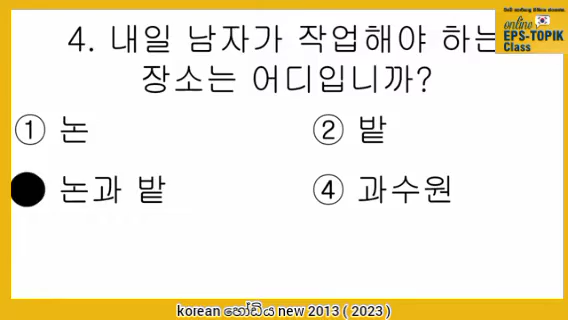 4. 내일 남자가 작업해야 하는
장소는 어디입니까?
① 논
② 밭
논과 밭
④ 과수원
online
EPS-TOPIK
Class
korean හෝඩිය new 2013 ( 2023 )